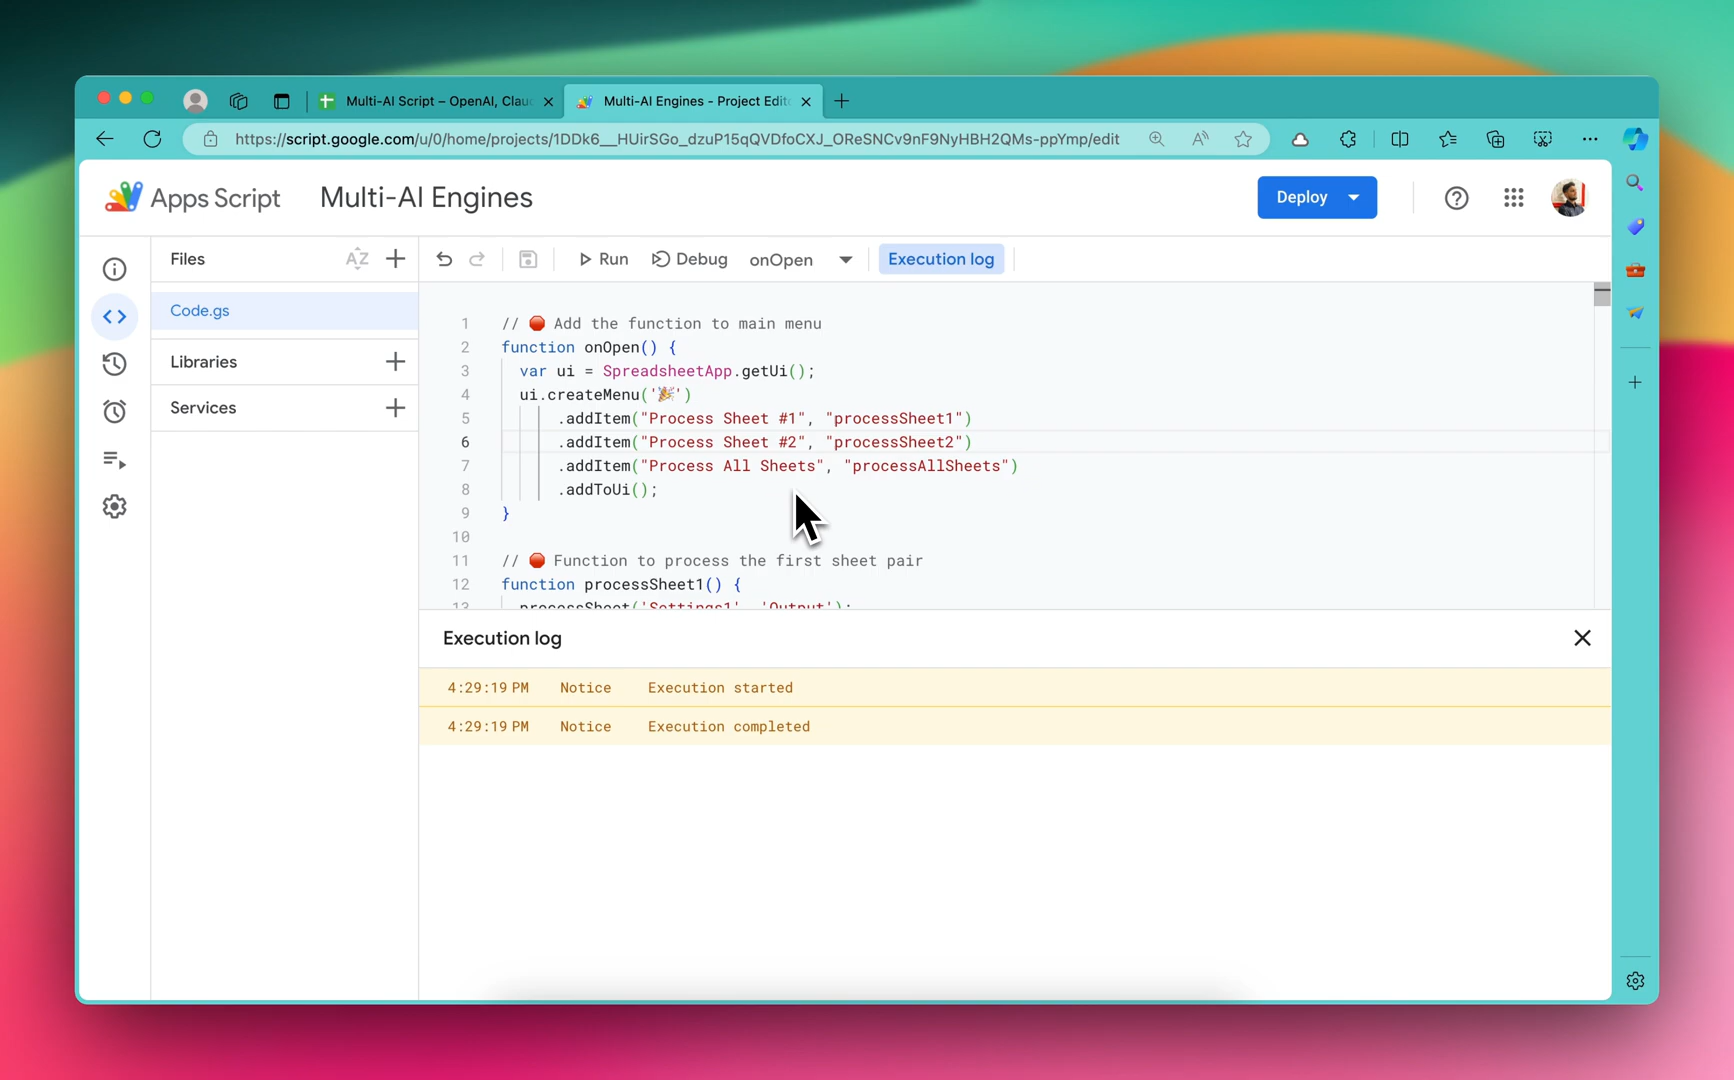 Multi-AI Script – OpenAI, Clau
Multi-AI Engines - Project Edit
https://script.google.com/u/0/home/projects/1DDk6__HUirSGo_dzuP15qQVDfoCXJ_OReSNCv9nF9NyHBH2QMs-ppYmp/edit
Apps Script
Multi-AI Engines
Deploy
Files
AZ
Run
Debug
onOpen
Execution log
Code.gs
Libraries
Services
1 // 🛑 Add the function to main menu
2 function onOpen() {
3 var ui = SpreadsheetApp.getUi();
4 ui.createMenu('🎉')
5 .addItem("Process Sheet #1", "processSheet1")
6 .addItem("Process Sheet #2", "processSheet2")
7 .addItem("Process All Sheets", "processAllSheets")
8 .addToUi();
9 }
10
11 // 🛑 Function to process the first sheet pair
12 function processSheet1() {
13 processSheet('Settings1', 'Output');
Execution log
4:29:19 PM Notice Execution started
4:29:19 PM Notice Execution completed